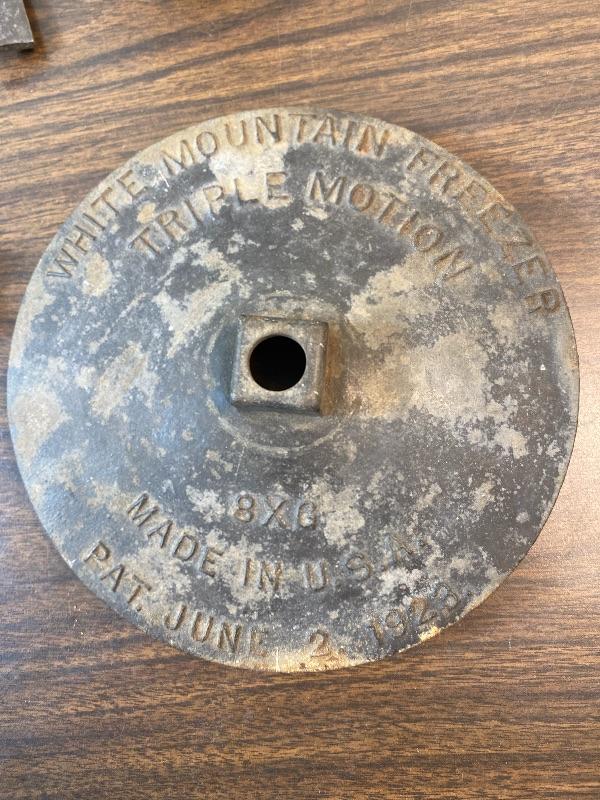 WHITE MOUNTAIN FREEZER
TRIPLE MOTION
8XG
MADE IN U.S.A.
PAT. JUNE 2, 1923